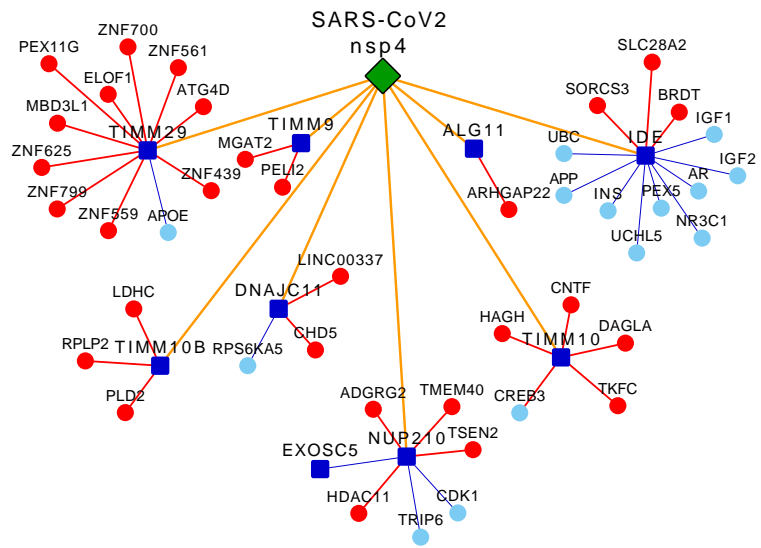 SARS-CoV2
nsp4
ZNF700
PEX11G
ZNF561
ELOF1
ATG4D
MBD3L1
TIMM29
ZNF625
ZNF439
ZNF799
ZNF559
APOE
TIMM9
MGAT2
PELI2
ALG11
ARHGAP22
SLC28A2
SORCS3
BRDT
IGF1
UBC
IDE
IGF2
APP
INS
PEX5
AR
NR3C1
UCHL5
LINC00337
DNAJC11
CHD5
RPS6KA5
LDHC
RPLP2
TIMM10B
PLD2
CNTF
HAGH
DAGLA
TIMM10
CREB3
TKFC
ADGRG2
TMEM40
NUP210
TSEN2
EXOSC5
HDAC11
CDK1
TRIP6